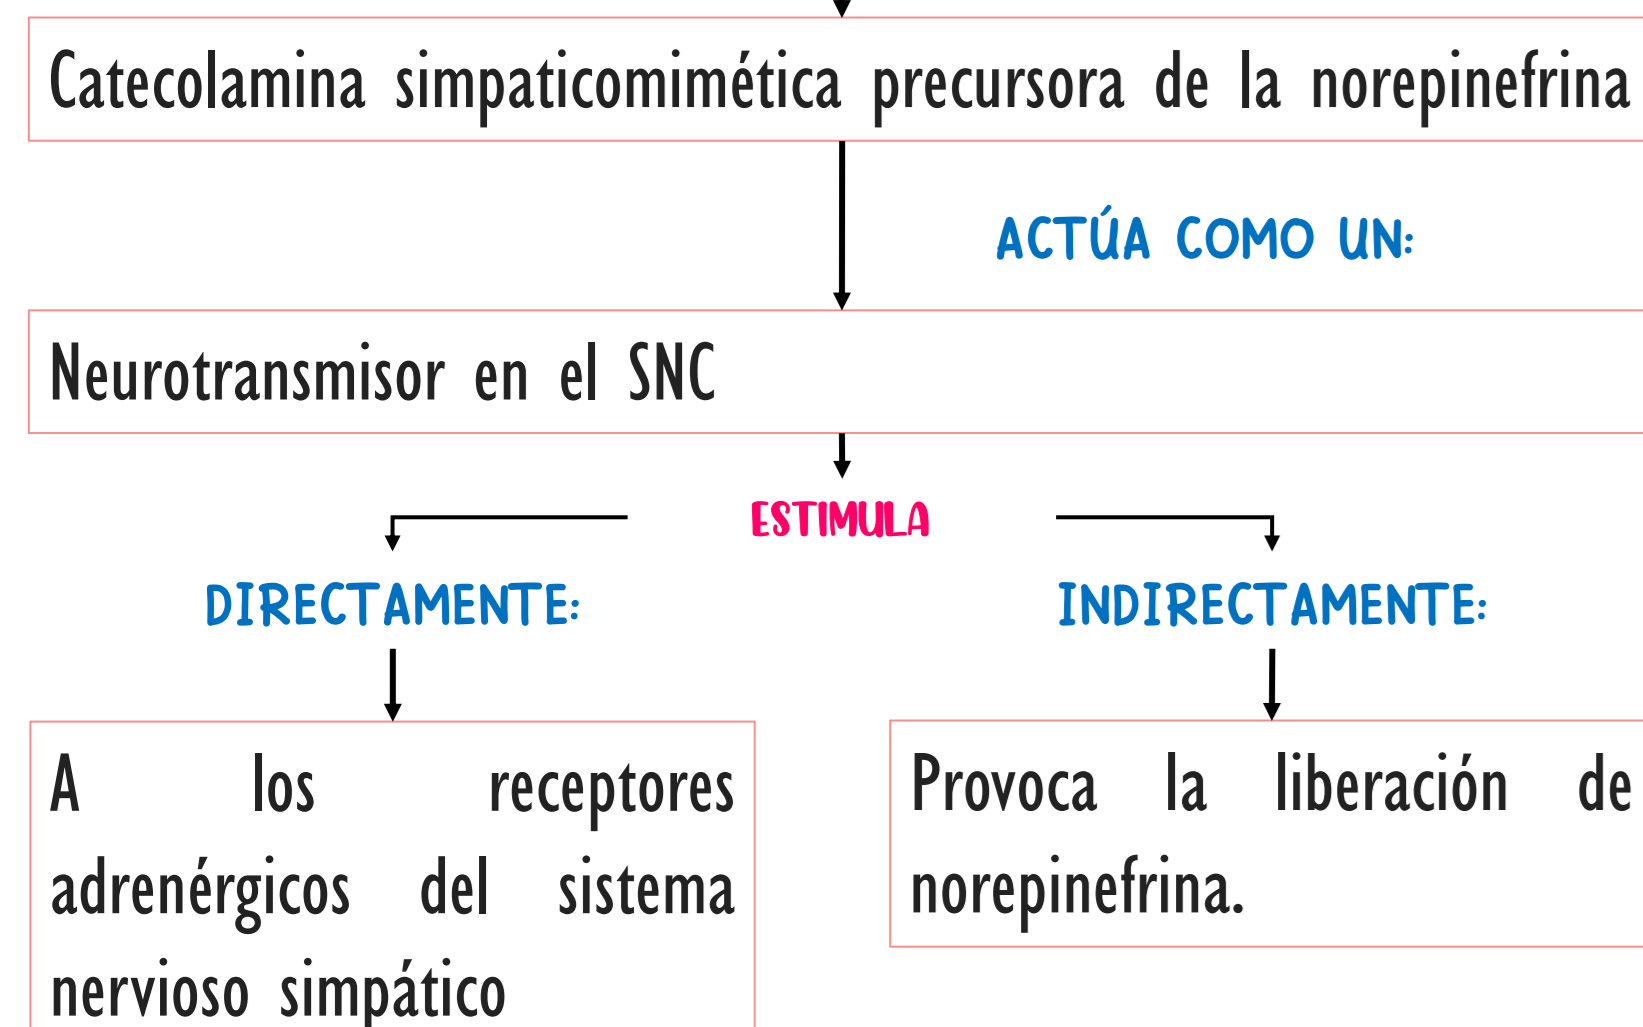 Catecolamina simpaticomimética precursora de la norepinefrina
ACTÚA COMO UN:
Neurotransmisor en el SNC
ESTIMULA
DIRECTAMENTE:
INDIRECTAMENTE:
A los receptores
adrenérgicos del sistema
nervioso simpático
Provoca la liberación de
norepinefrina.